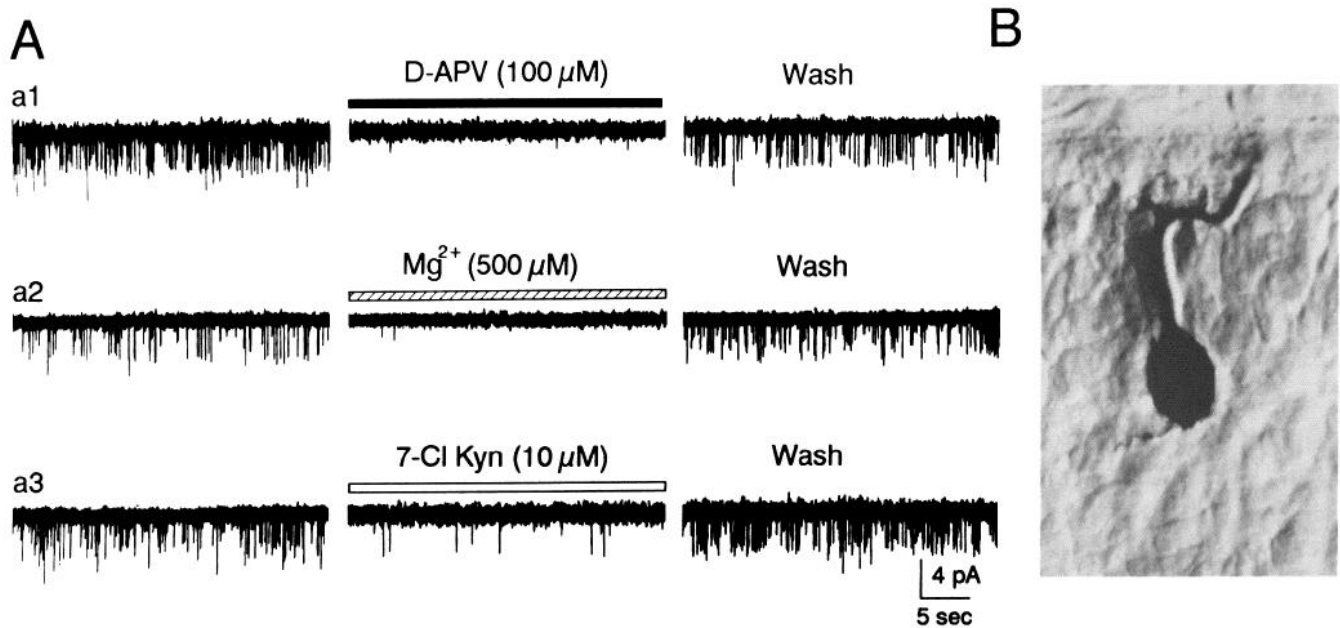 A
B
D-APV (100 μM)
Wash
a1
Mg2+ (500 μM)
Wash
a2
7-Cl Kyn (10 μM)
Wash
a3
4 pA
5 sec